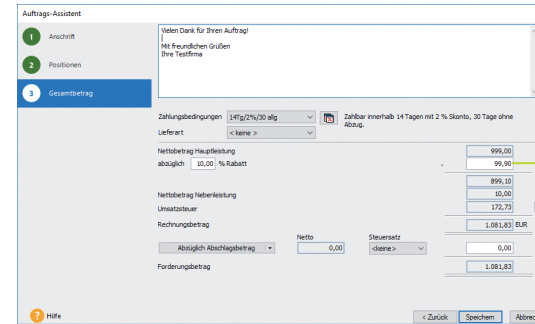 Auftrags-Assistent
1 Anschrift
2 Positionen
3 Gesamtbetrag
Vielen Dank für Ihren Auftrag!
Mit freundlichen Grüßen
Ihre Testfirma
Zahlungsbedingungen 14Tg/2%/30 allg Zahlbar innerhalb 14 Tagen mit 2 % Skonto, 30 Tage ohne
Abzug.
Lieferart < keine >
Nettobetrag Hauptleistung 999,00
abzüglich 10,00 % Rabatt - 99,90
899,10
Nettobetrag Nebenleistung 10,00
Umsatzsteuer 172,73
Rechnungsbetrag 1.081,83 EUR
Netto Steuersatz
Abzüglich Abschlagsbetrag 0,00 <keine> 0,00
Forderungsbetrag 1.081,83
? Hilfe < Zurück Speichern Abbrec